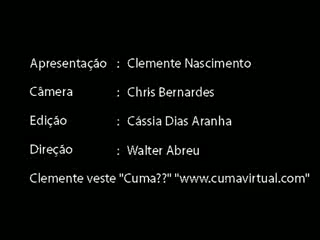 Apresentação : Clemente Nascimento
Câmera : Chris Bernardes
Edição : Cássia Dias Aranha
Direção : Walter Abreu
Clemente veste "Cuma??" "www.cumavirtual.com"